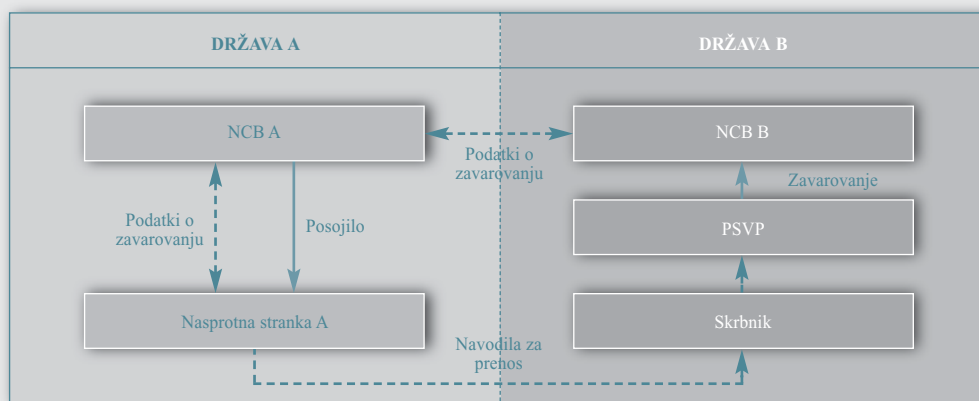 DRŽAVA A
DRŽAVA B
NCB A
NCB B
Podatki o
zavarovanju
Zavarovanje
Podatki o
zavarovanju
Posojilo
PSVP
Nasprotna stranka A
Skrbnik
Navodila za
prenos